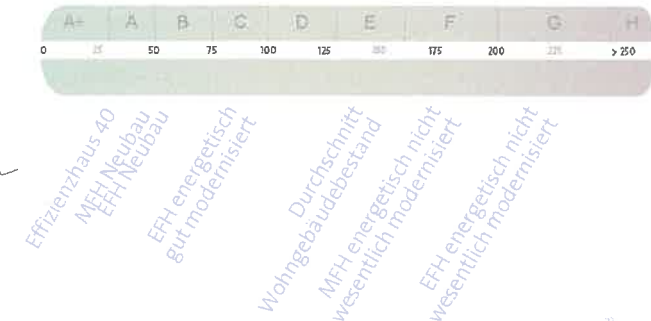 A+ A B C D E F G H
0 25 50 75 100 125 150 175 200 225 > 250
Effizienzhaus 40
MFH Neubau
EFH Neubau
EFH energetisch
gut modernisiert
Durchschnitt
Wohngebäudebestand
MFH energetisch nicht
wesentlich modernisiert
EFH energetisch nicht
wesentlich modernisiert